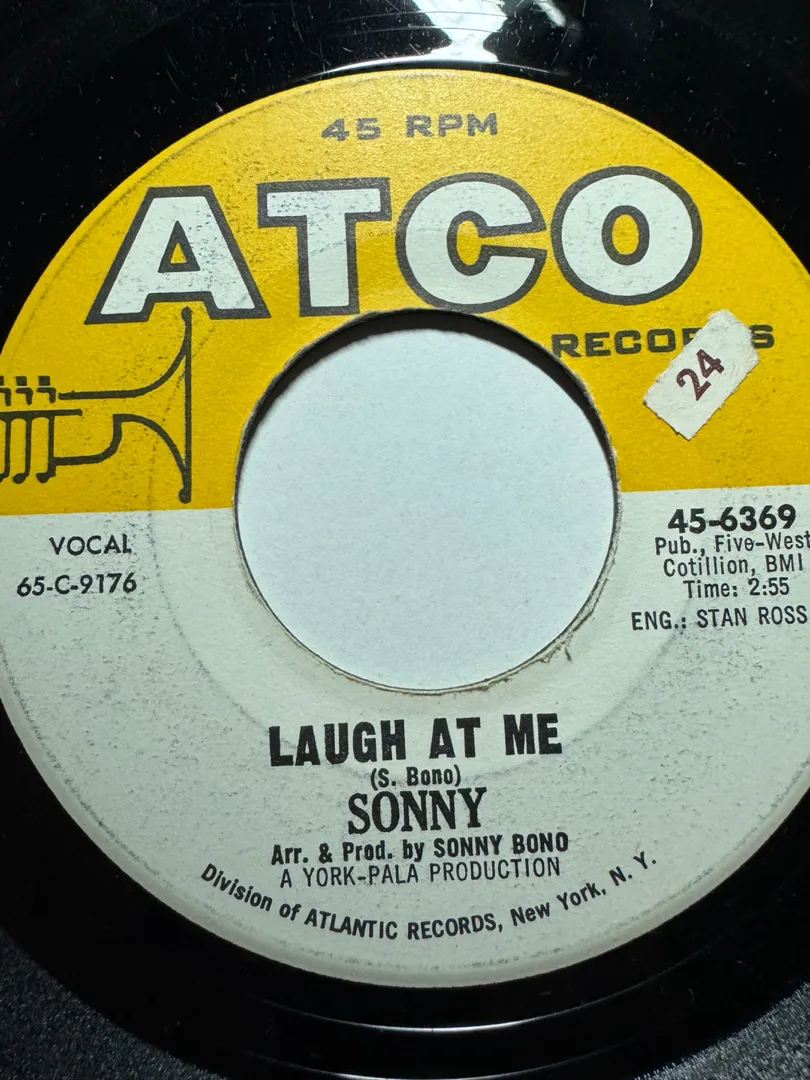 45 RPM
ATCO
RECORDS
24
VOCAL
65-C-9176
45-6369
Pub., Five-West
Cotillion, BMI
Time: 2:55
ENG.: STAN ROSS
LAUGH AT ME
(S. Bono)
SONNY
Arr. & Prod. by SONNY BONO
A YORK-PALA PRODUCTION
Division of ATLANTIC RECORDS, New York, N. Y.